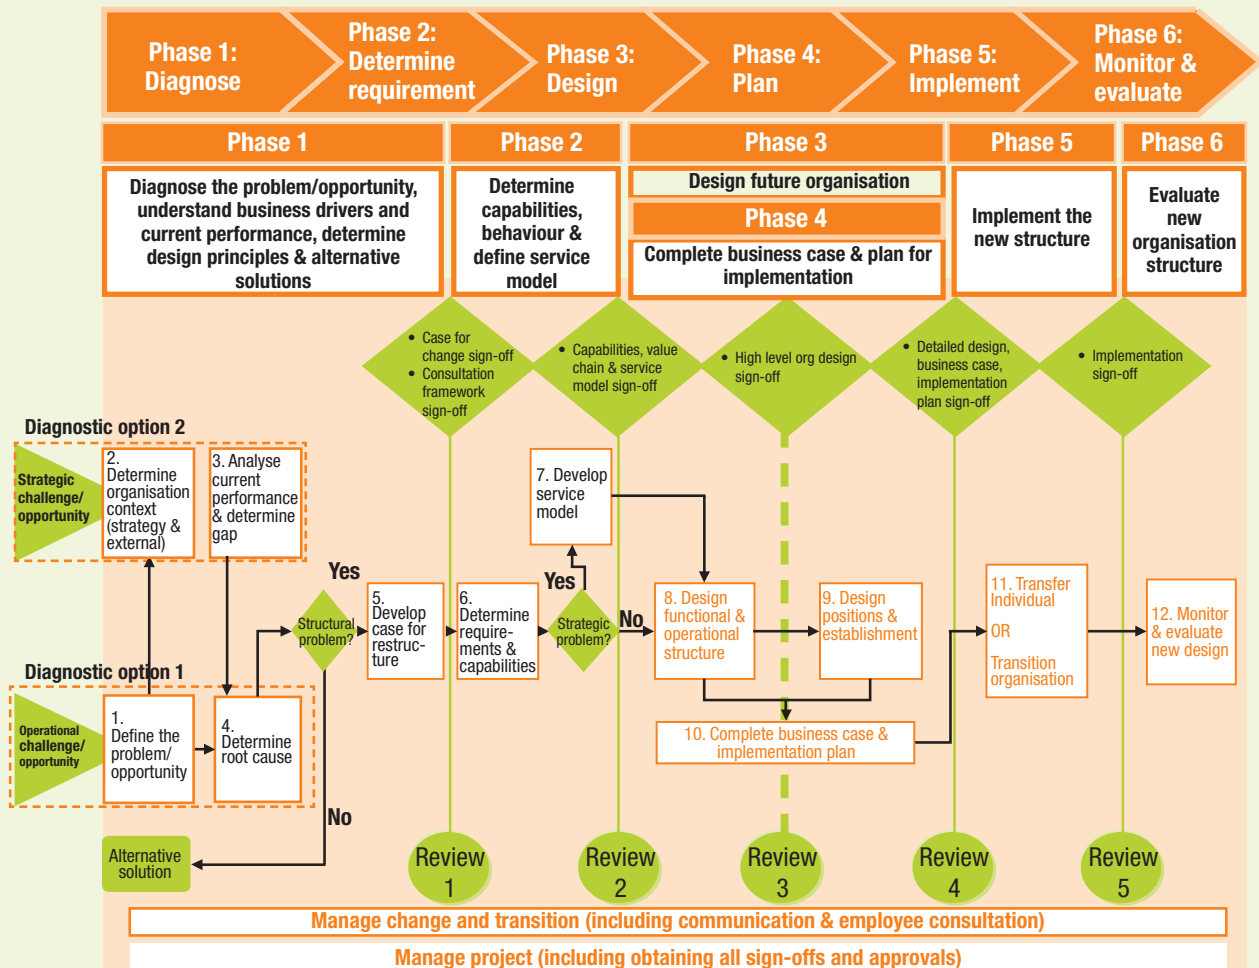 Phase 1:
Diagnose
Phase 2:
Determine
requirement
Phase 3:
Design
Phase 4:
Plan
Phase 5:
Implement
Phase 6:
Monitor &
evaluate
Phase 1
Phase 2
Phase 3
Phase 5
Phase 6
Diagnose the problem/opportunity,
understand business drivers and
current performance, determine
design principles & alternative
solutions
Determine
capabilities,
behaviour &
define service
model
Design future organisation
Phase 4
Complete business case & plan for
implementation
Implement the
new structure
Evaluate
new
organisation
structure
• Case for
change sign-off
• Consultation
framework
sign-off
• Capabilities, value
chain & service
model sign-off
• High level org design
sign-off
• Detailed design,
business case,
implementation
plan sign-off
• Implementation
sign-off
Diagnostic option 2
Strategic
challenge/
opportunity
2.
Determine
organisation
context
(strategy &
external)
3. Analyse
current
performance
& determine
gap
7. Develop
service
model
Yes
Structural
problem?
5.
Develop
case for
restruc-
ture
6.
Determine
require-
ments &
capabilities
Yes
Strategic
problem?
No
8. Design
functional &
operational
structure
9. Design
positions &
establishment
11. Transfer
Individual
OR
Transition
organisation
12. Monitor
& evaluate
new design
Diagnostic option 1
Operational
challenge/
opportunity
1.
Define the
problem/
opportunity
4.
Determine
root cause
10. Complete business case &
implementation plan
No
Alternative
solution
Review
1
Review
2
Review
3
Review
4
Review
5
Manage change and transition (including communication & employee consultation)
Manage project (including obtaining all sign-offs and approvals)